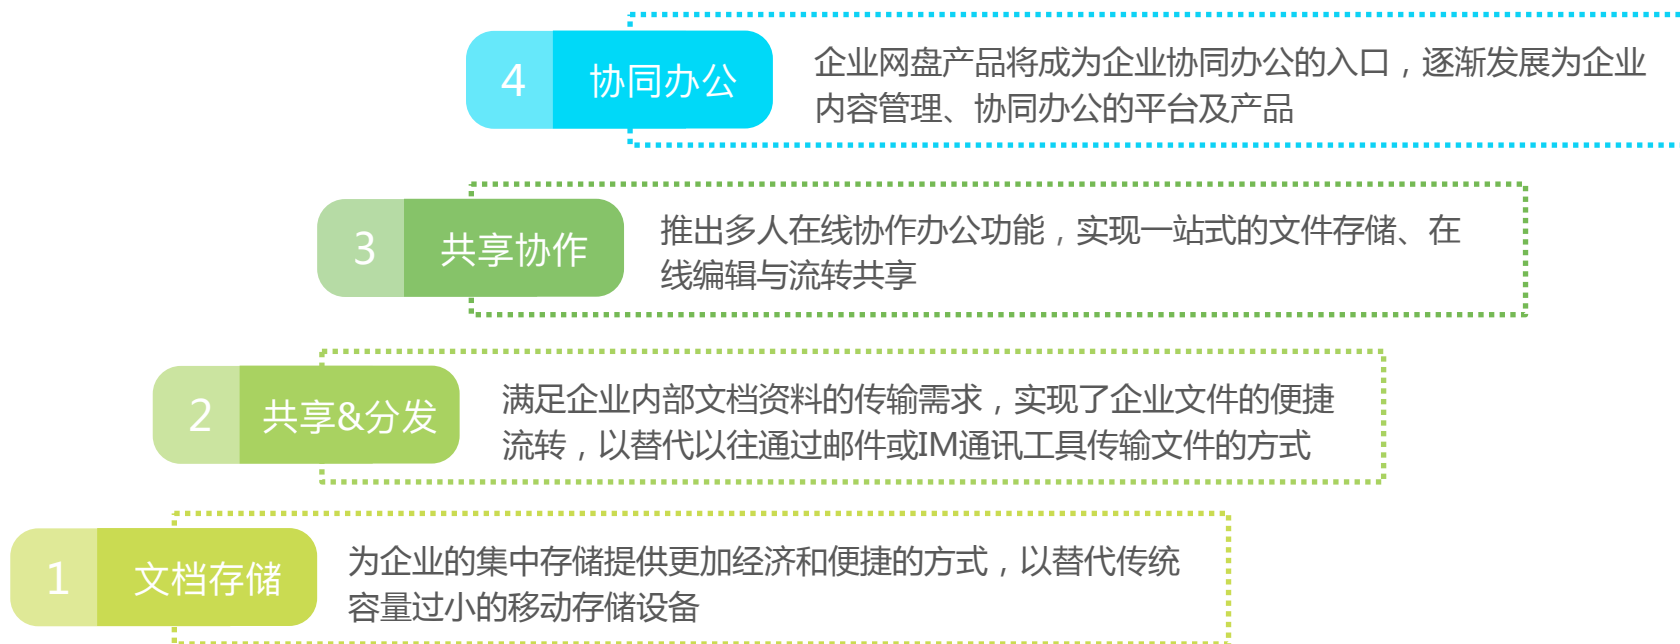 4 协同办公
企业网盘产品将成为企业协同办公的入口，逐渐发展为企业
内容管理、协同办公的平台及产品
3 共享协作
推出多人在线协作办公功能，实现一站式的文件存储、在
线编辑与流转共享
2 共享&分发
满足企业内部文档资料的传输需求，实现了企业文件的便捷
流转，以替代以往通过邮件或IM通讯工具传输文件的方式
1 文档存储
为企业的集中存储提供更加经济和便捷的方式，以替代传统
容量过小的移动存储设备